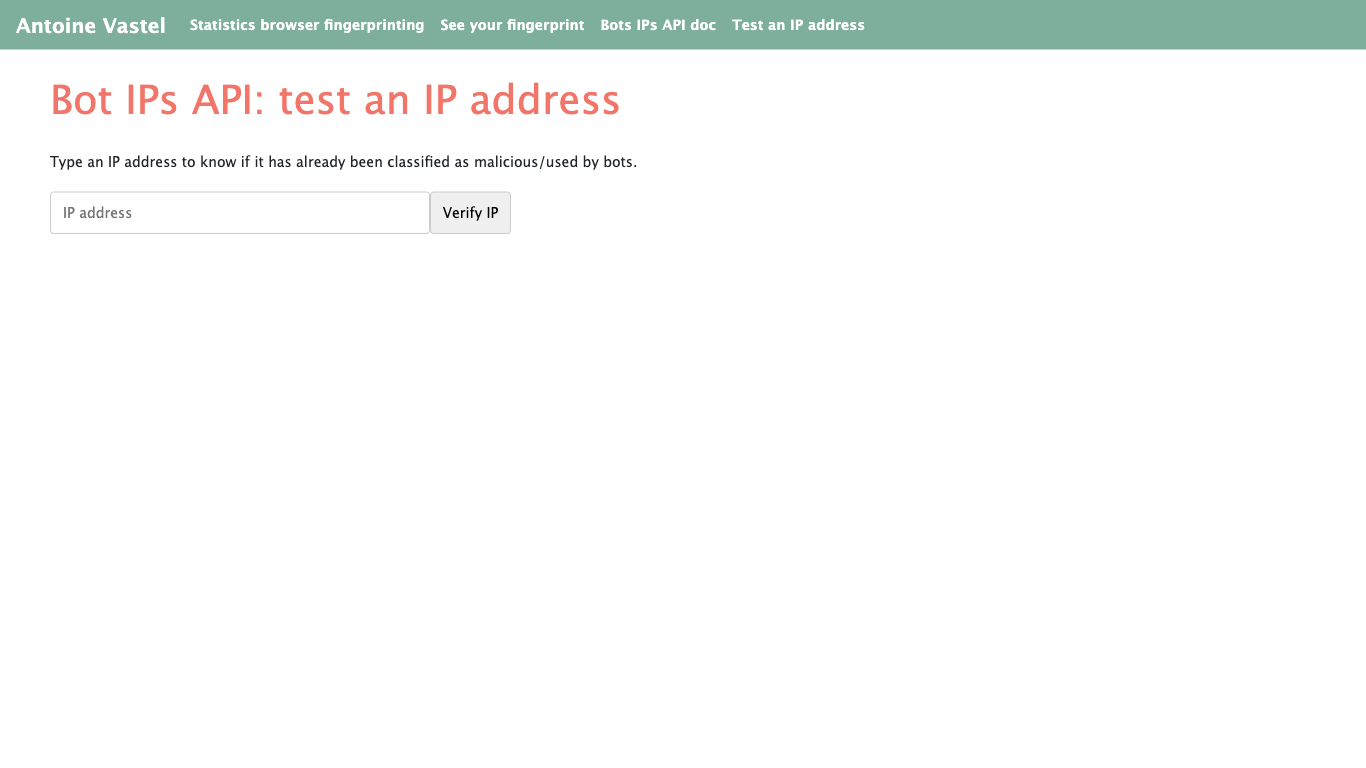 Antoine Vastel Statistics browser fingerprinting See your fingerprint Bots IPs API doc Test an IP address
Bot IPs API: test an IP address
Type an IP address to know if it has already been classified as malicious/used by bots.
IP address Verify IP